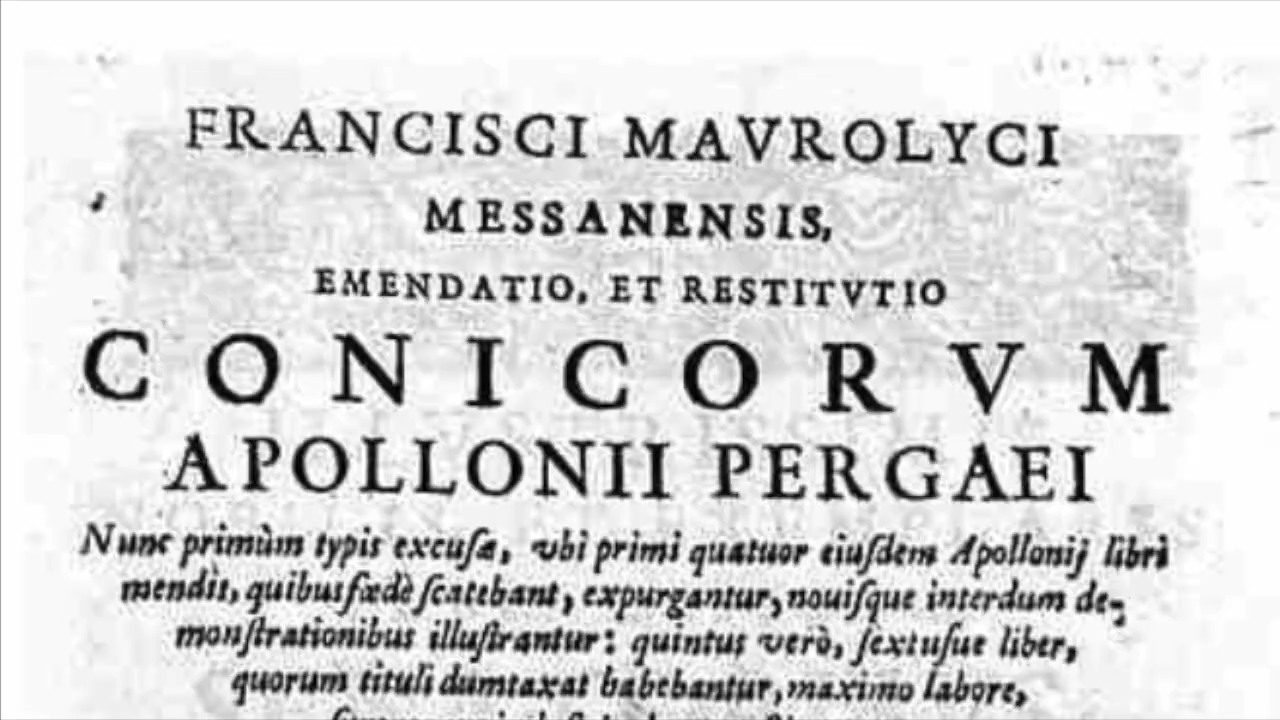 FRANCISCI MAVROLYCI
MESSANENSIS,
EMENDATIO, ET RESTITVTIO
CONICORVM
APOLLONII PERGAEI
Nunc primùm typis excuſa, vbi primi quatuor eiuſdem Apollonij libri
mendis, quibus fœdè ſcatebant, expurgantur, nouiſque interdum de-
monſtrationibus illuſtrantur: quintus verò, ſextuſue liber,
quorum tituli dumtaxat habebantur, maximo labore,